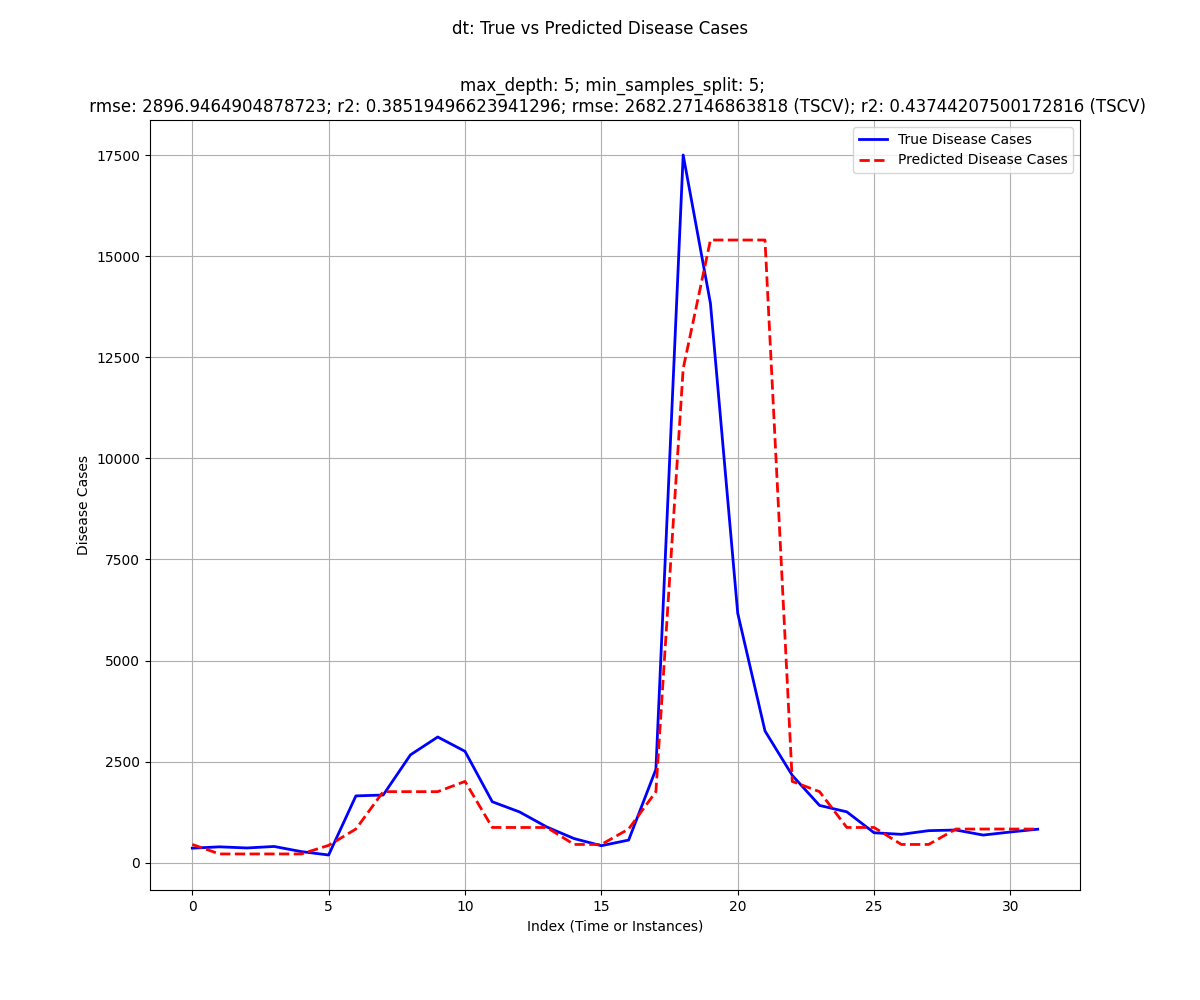 dt: True vs Predicted Disease Cases
max_depth: 5; min_samples_split: 5;
rmse: 2896.9464904878723; r2: 0.38519496623941296; rmse: 2682.27146863818 (TSCV); r2: 0.43744207500172816 (TSCV)
True Disease Cases
Predicted Disease Cases
17500
15000
12500
10000
7500
5000
2500
0
Disease Cases
0 5 10 15 20 25 30
Index (Time or Instances)